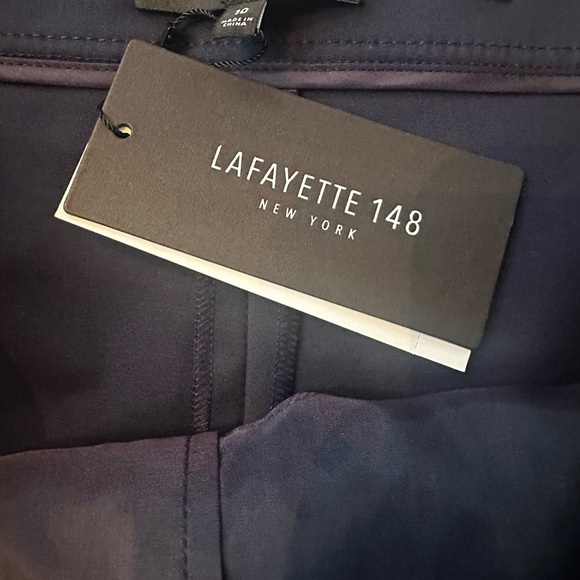 10
MADE IN
CHINA
LAFAYETTE 148
NEW YORK